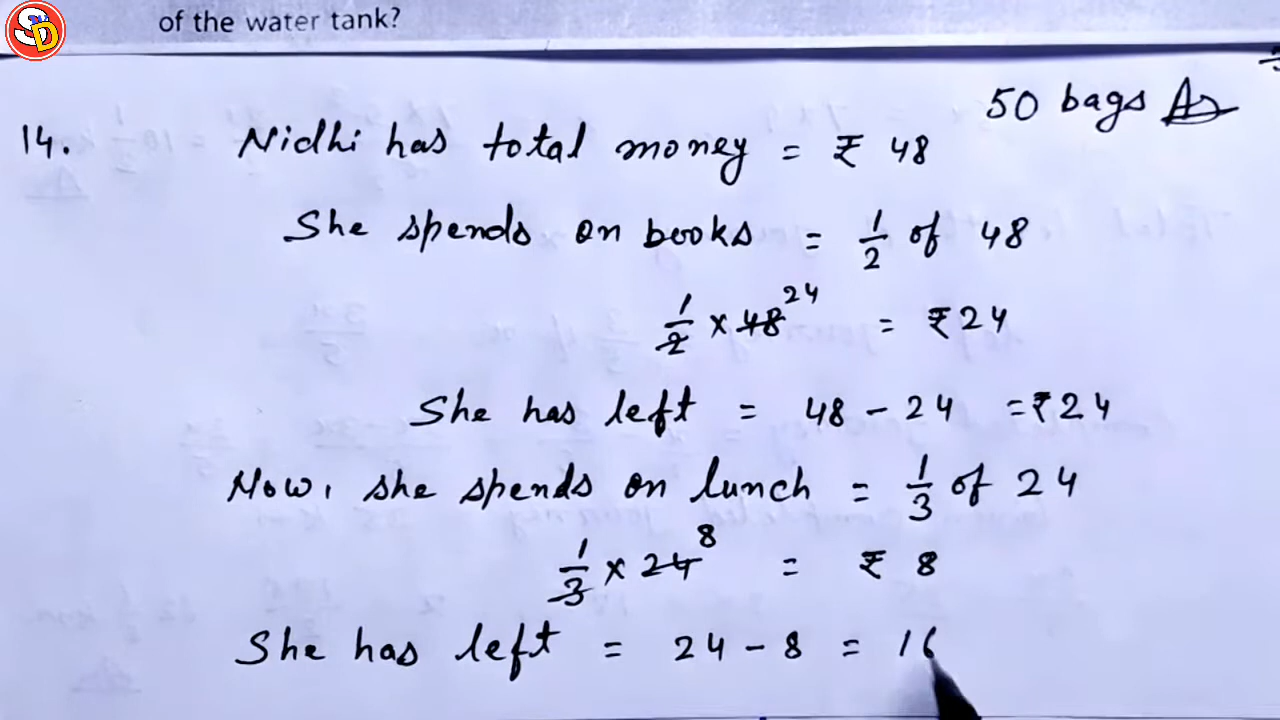 SD
of the water tank?
50 bags Ans
14. Nidhi has total money = ₹ 48
She spends on books = 1/2 of 48
1/2 × 48 24 = ₹ 24
She has left = 48 - 24 = ₹ 24
Now, she spends on lunch = 1/3 of 24
1/3 × 24 8 = ₹ 8
She has left = 24 - 8 = 16